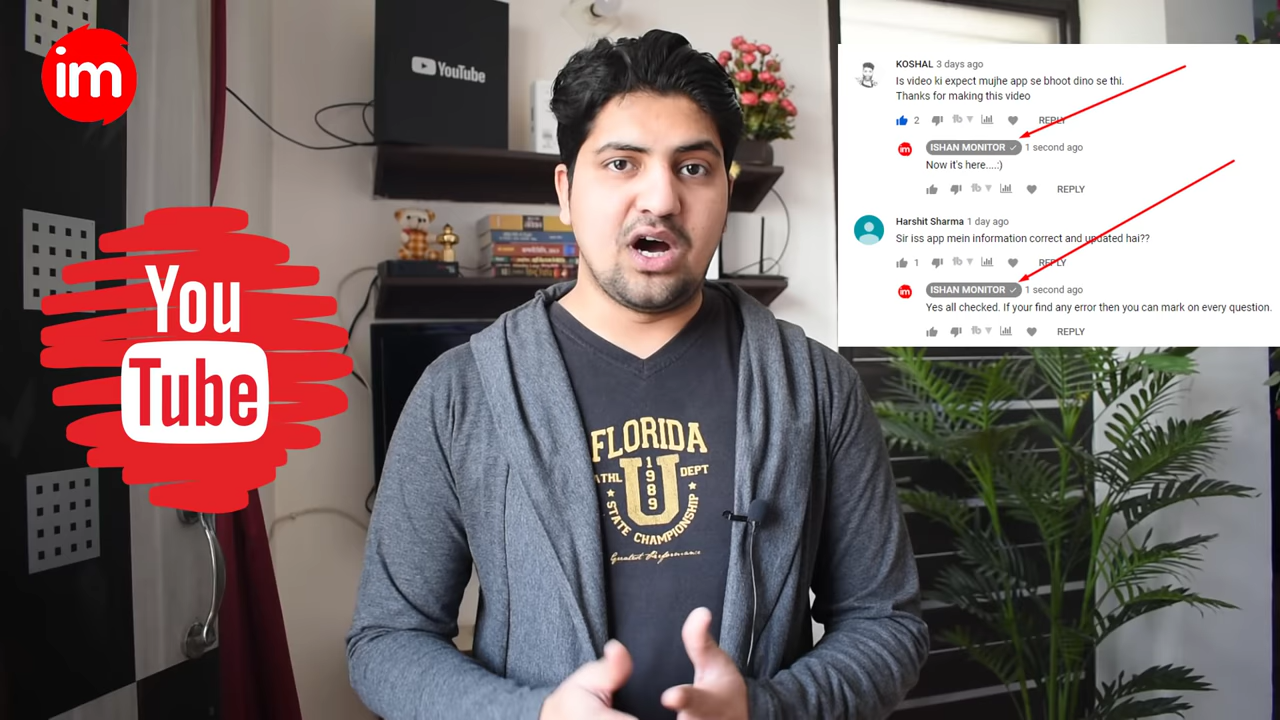 im
YouTube
You
Tube
FLORIDA
ATHL
U
1989
DEPT
STATE CHAMPIONSHIP
Greatest Performance
KOSHAL 3 days ago
Is video ki expect mujhe app se bhoot dino se thi.
Thanks for making this video
2
REPLY
im
ISHAN MONITOR 1 second ago
Now it's here....:)
REPLY
Harshit Sharma 1 day ago
Sir iss app mein information correct and updated hai??
1
REPLY
im
ISHAN MONITOR 1 second ago
Yes all checked. If your find any error then you can mark on every question.
REPLY